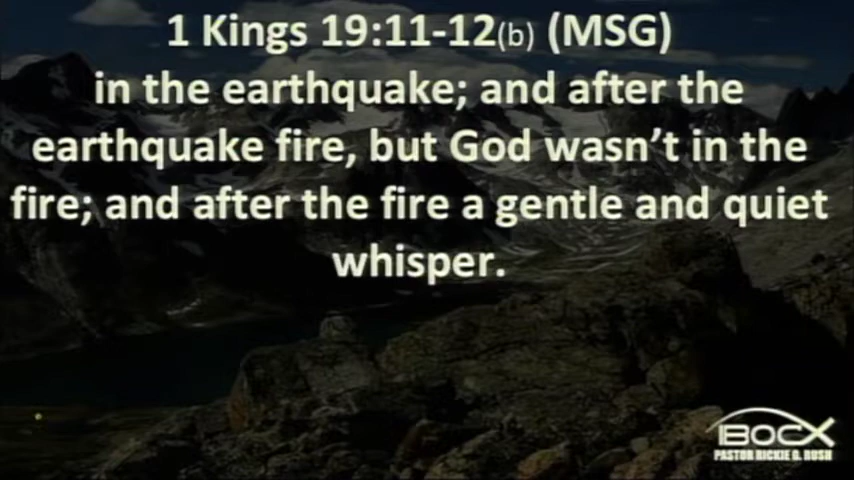 1 Kings 19:11-12(b) (MSG)
in the earthquake; and after the
earthquake fire, but God wasn't in the
fire; and after the fire a gentle and quiet
whisper.
IBOCX
PASTOR RICKIE G. RUSH